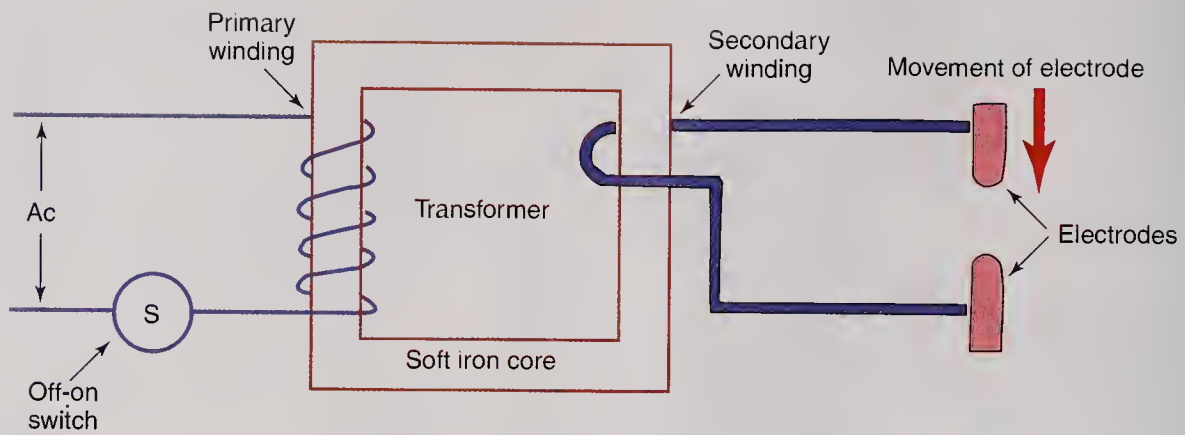 Primary
winding
Secondary
winding
Movement of electrode
Ac
Transformer
Electrodes
S
Soft iron core
Off-on
switch